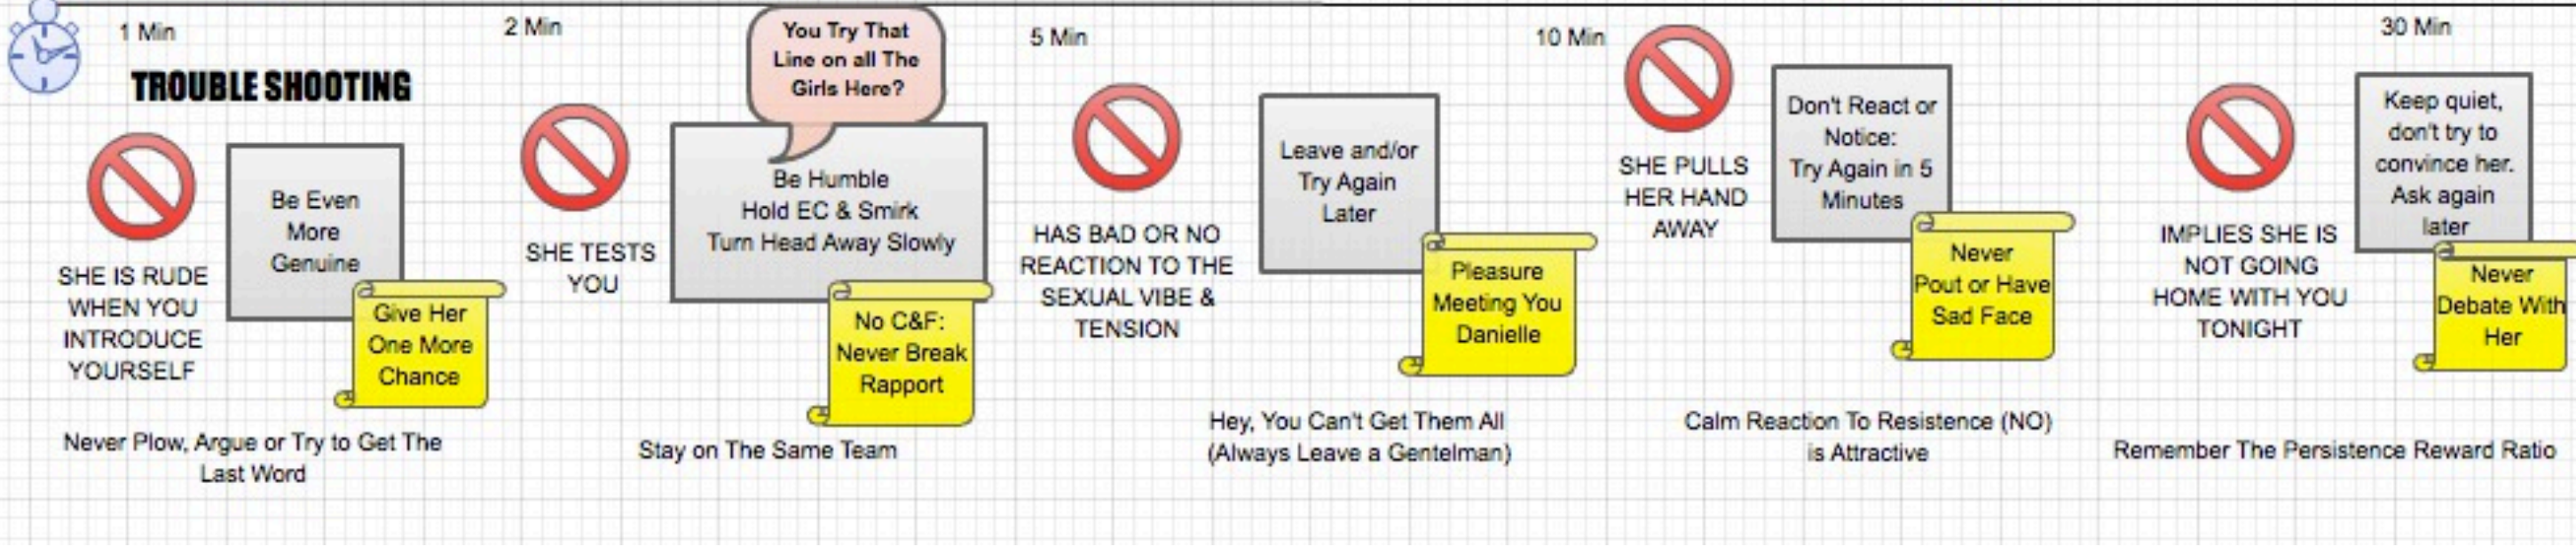 1 Min
TROUBLE SHOOTING
SHE IS RUDE
WHEN YOU
INTRODUCE
YOURSELF
Be Even
More
Genuine
Give Her
One More
Chance
Never Plow, Argue or Try to Get The
Last Word
2 Min
You Try That
Line on all The
Girls Here?
SHE TESTS
YOU
Be Humble
Hold EC & Smirk
Turn Head Away Slowly
No C&F:
Never Break
Rapport
Stay on The Same Team
5 Min
HAS BAD OR NO
REACTION TO THE
SEXUAL VIBE &
TENSION
Leave and/or
Try Again
Later
Pleasure
Meeting You
Danielle
Hey, You Can't Get Them All
(Always Leave a Gentelman)
10 Min
SHE PULLS
HER HAND
AWAY
Don't React or
Notice:
Try Again in 5
Minutes
Never
Pout or Have
Sad Face
Calm Reaction To Resistence (NO)
is Attractive
30 Min
IMPLIES SHE IS
NOT GOING
HOME WITH YOU
TONIGHT
Keep quiet,
don't try to
convince her.
Ask again
later
Never
Debate With
Her
Remember The Persistence Reward Ratio